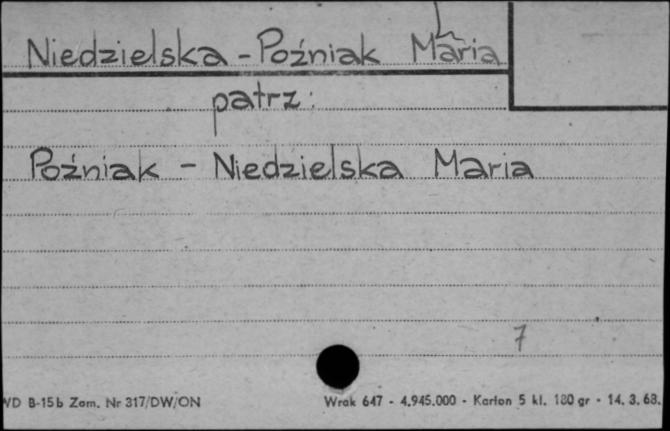 Niedzielska - Poźniak Maria
patrz:
Poźniak - Niedzielska Maria
7
WD B-15b Zam. Nr 317/DW/ON Wrak 647 - 4.945.000 - Karton 5 kl. 180 gr - 14. 3. 68.